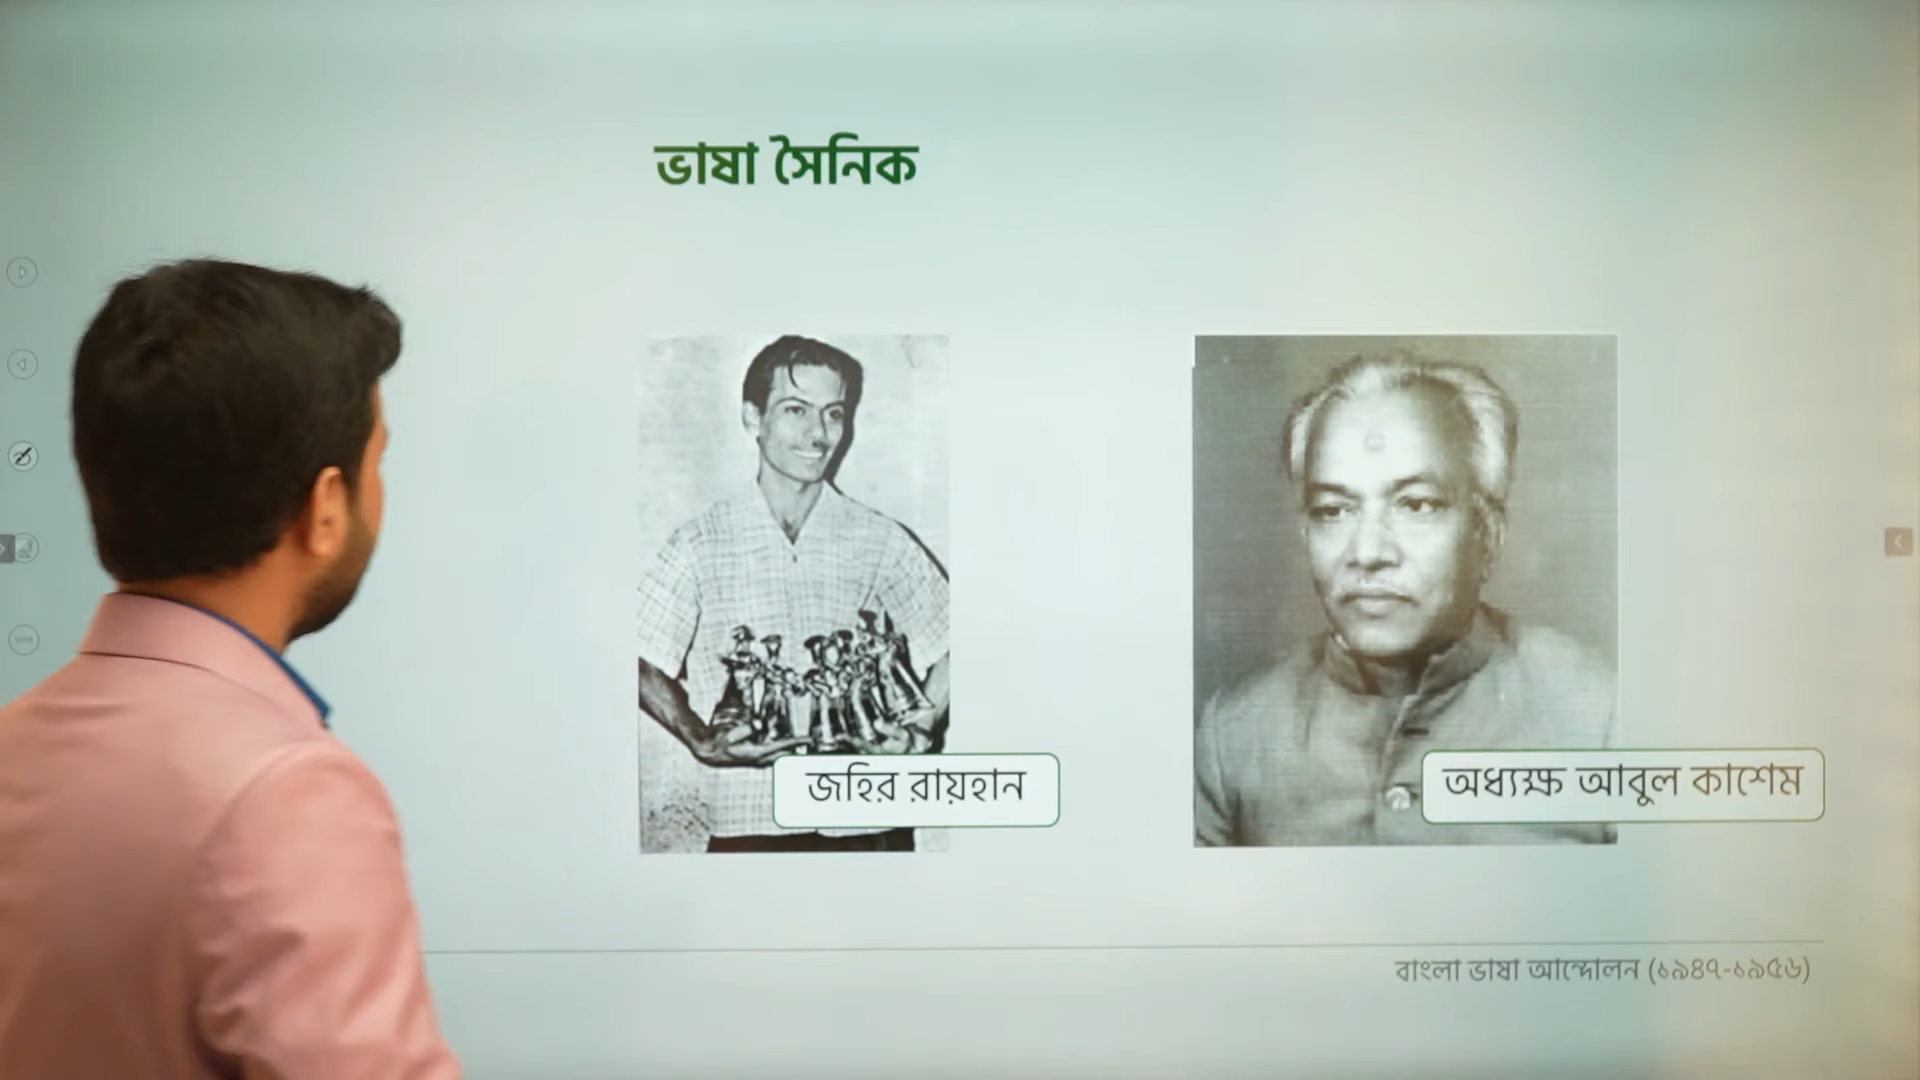 ভাষা সৈনিক
জহির রায়হান
অধ্যক্ষ আবুল কাশেম
বাংলা ভাষা আন্দোলন (১৯৪৭-১৯৫৬)